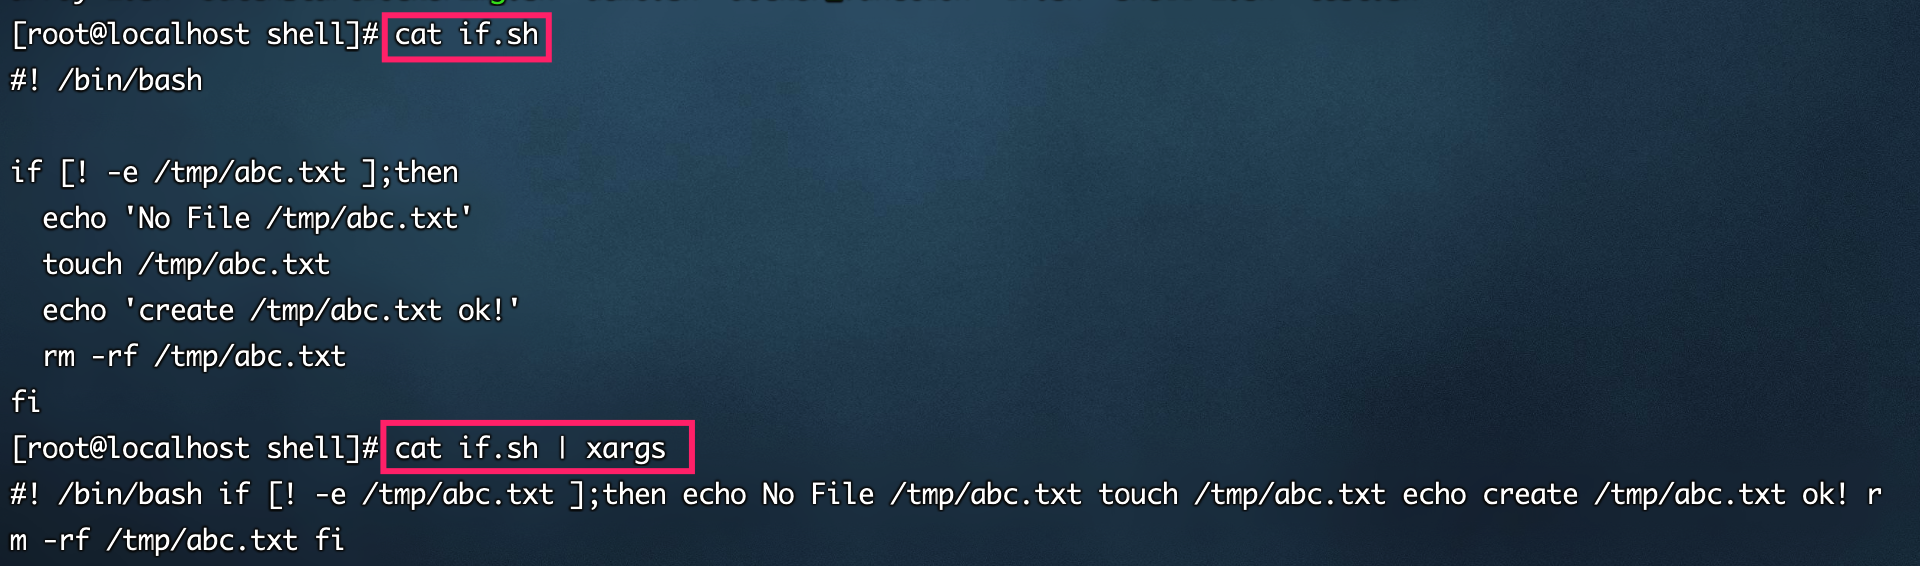 [root@localhost shell]# cat if.sh
#! /bin/bash
if [! -e /tmp/abc.txt ];then
  echo 'No File /tmp/abc.txt'
  touch /tmp/abc.txt
  echo 'create /tmp/abc.txt ok!'
  rm -rf /tmp/abc.txt
fi
[root@localhost shell]# cat if.sh | xargs
#! /bin/bash if [! -e /tmp/abc.txt ];then echo No File /tmp/abc.txt touch /tmp/abc.txt echo create /tmp/abc.txt ok! r
m -rf /tmp/abc.txt fi